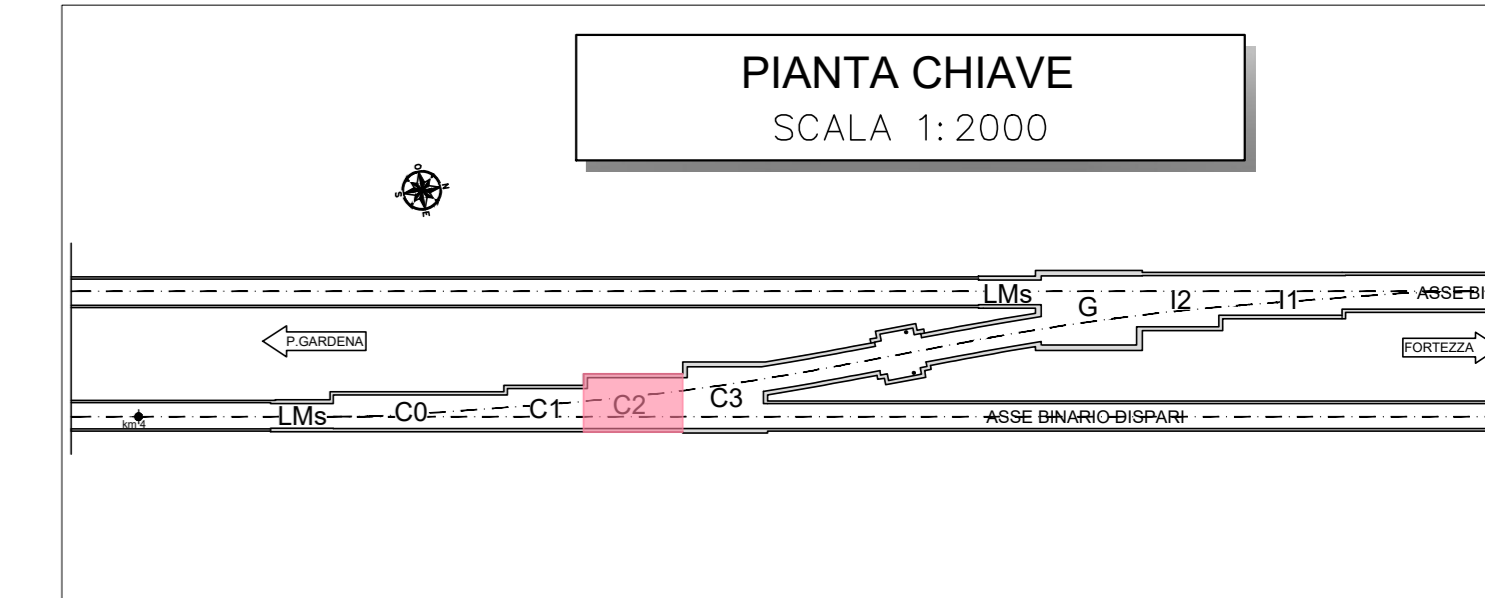 PIANTA CHIAVE
SCALA 1:2000
O
N
S
E
LMs
G
I2
I1
ASSE BI
P.GARDENA
FORTEZZA
LMs
C0
C1
C2
C3
km 4
ASSE BINARIO DISPARI